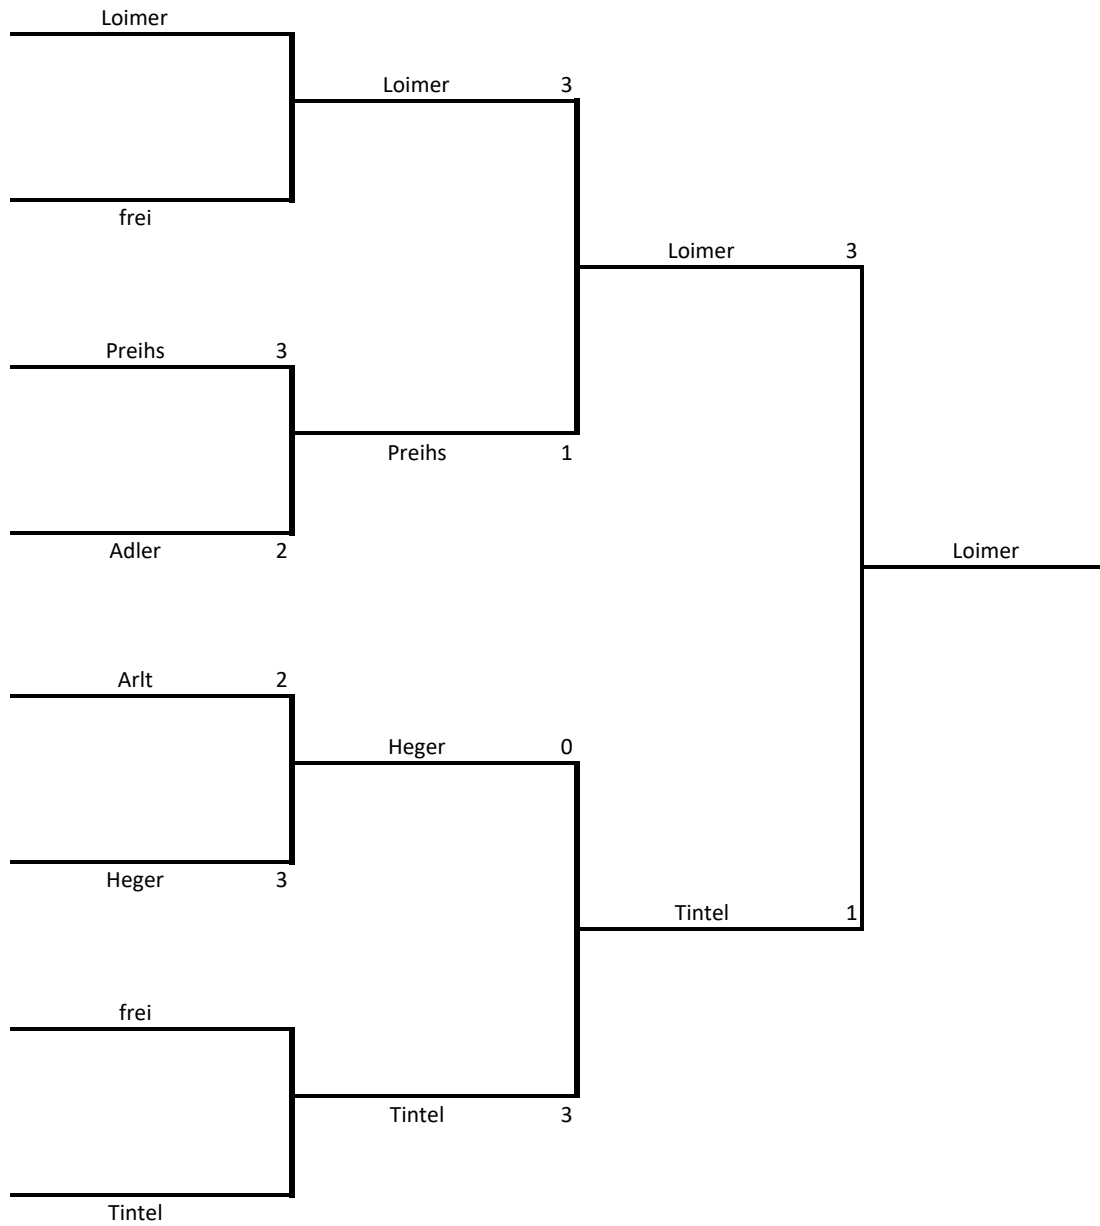 Loimer
Loimer 3
frei
Loimer 3
Preihs 3
Preihs 1
Adler 2
Loimer
Arlt 2
Heger 0
Heger 3
Tintel 1
frei
Tintel 3
Tintel